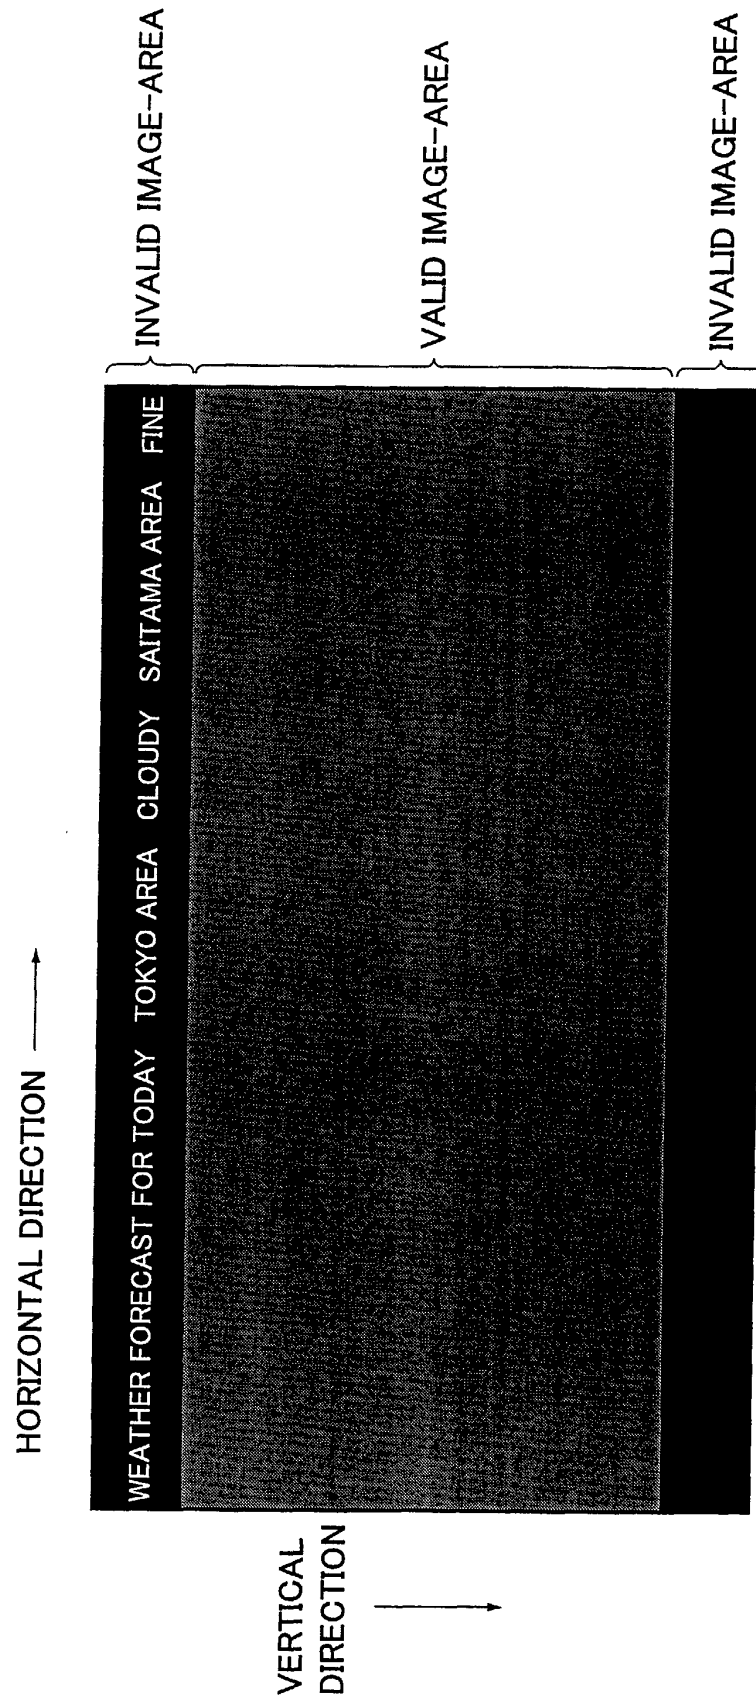 HORIZONTAL DIRECTION
VERTICAL
DIRECTION
WEATHER FORECAST FOR TODAY TOKYO AREA CLOUDY SAITAMA AREA FINE
INVALID IMAGE-AREA
VALID IMAGE-AREA
INVALID IMAGE-AREA